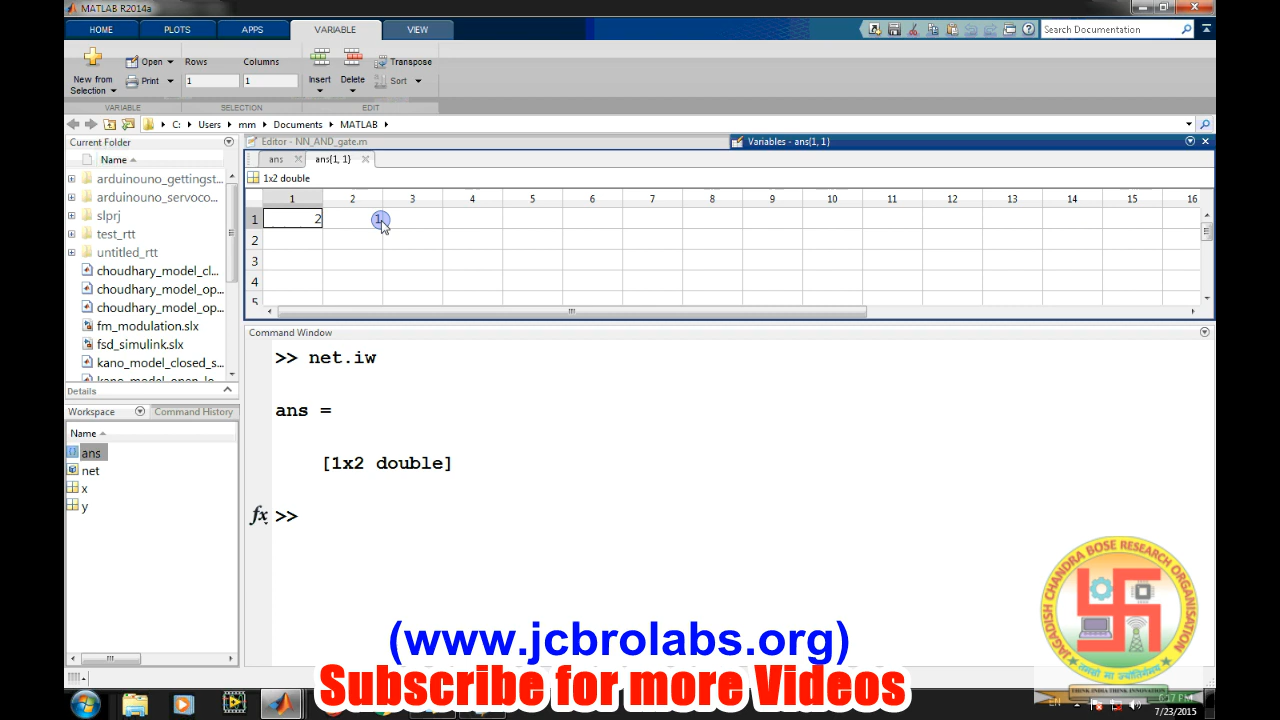 MATLAB R2014a
HOME PLOTS APPS VARIABLE VIEW
Search Documentation
New from Selection
Open
Print
Rows
1
Columns
1
Insert
Delete
Transpose
Sort
VARIABLE SELECTION EDIT
C: Users mm Documents MATLAB
Current Folder
Name
arduinouno_gettingst...
arduinouno_servoco...
slprj
test_rtt
untitled_rtt
choudhary_model_cl...
choudhary_model_op...
choudhary_model_op...
fm_modulation.slx
fsd_simulink.slx
kano_model_closed_s...
kano_model_open_lo...
Details
Workspace Command History
Name
ans
net
x
y
Editor - NN_AND_gate.m
Variables - ans{1, 1}
ans ans{1, 1}
1x2 double
1 2 3 4 5 6 7 8 9 10 11 12 13 14 15 16
1 2 1
2
3
4
5
Command Window
>> net.iw
ans =
[1x2 double]
fx >>
(www.jcbrolabs.org)
Subscribe for more Videos
JAGADISH CHANDRA BOSE RESEARCH ORGANISATION
THINK INDIA THINK INNOVATION
EN
7/23/2015